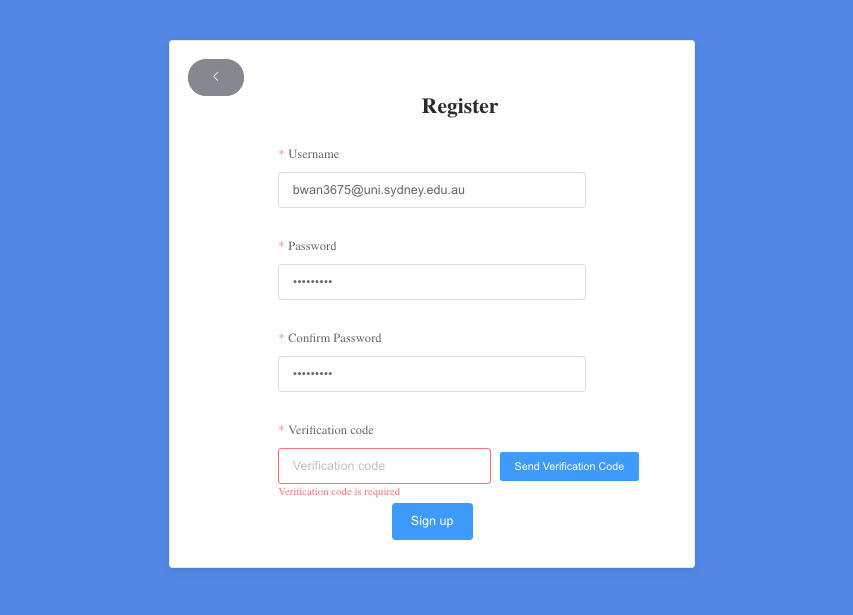 Register
* Username
bwan3675@uni.sydney.edu.au
* Password
•••••••••
* Confirm Password
•••••••••
* Verification code
Verification code
Send Verification Code
Verification code is required
Sign up